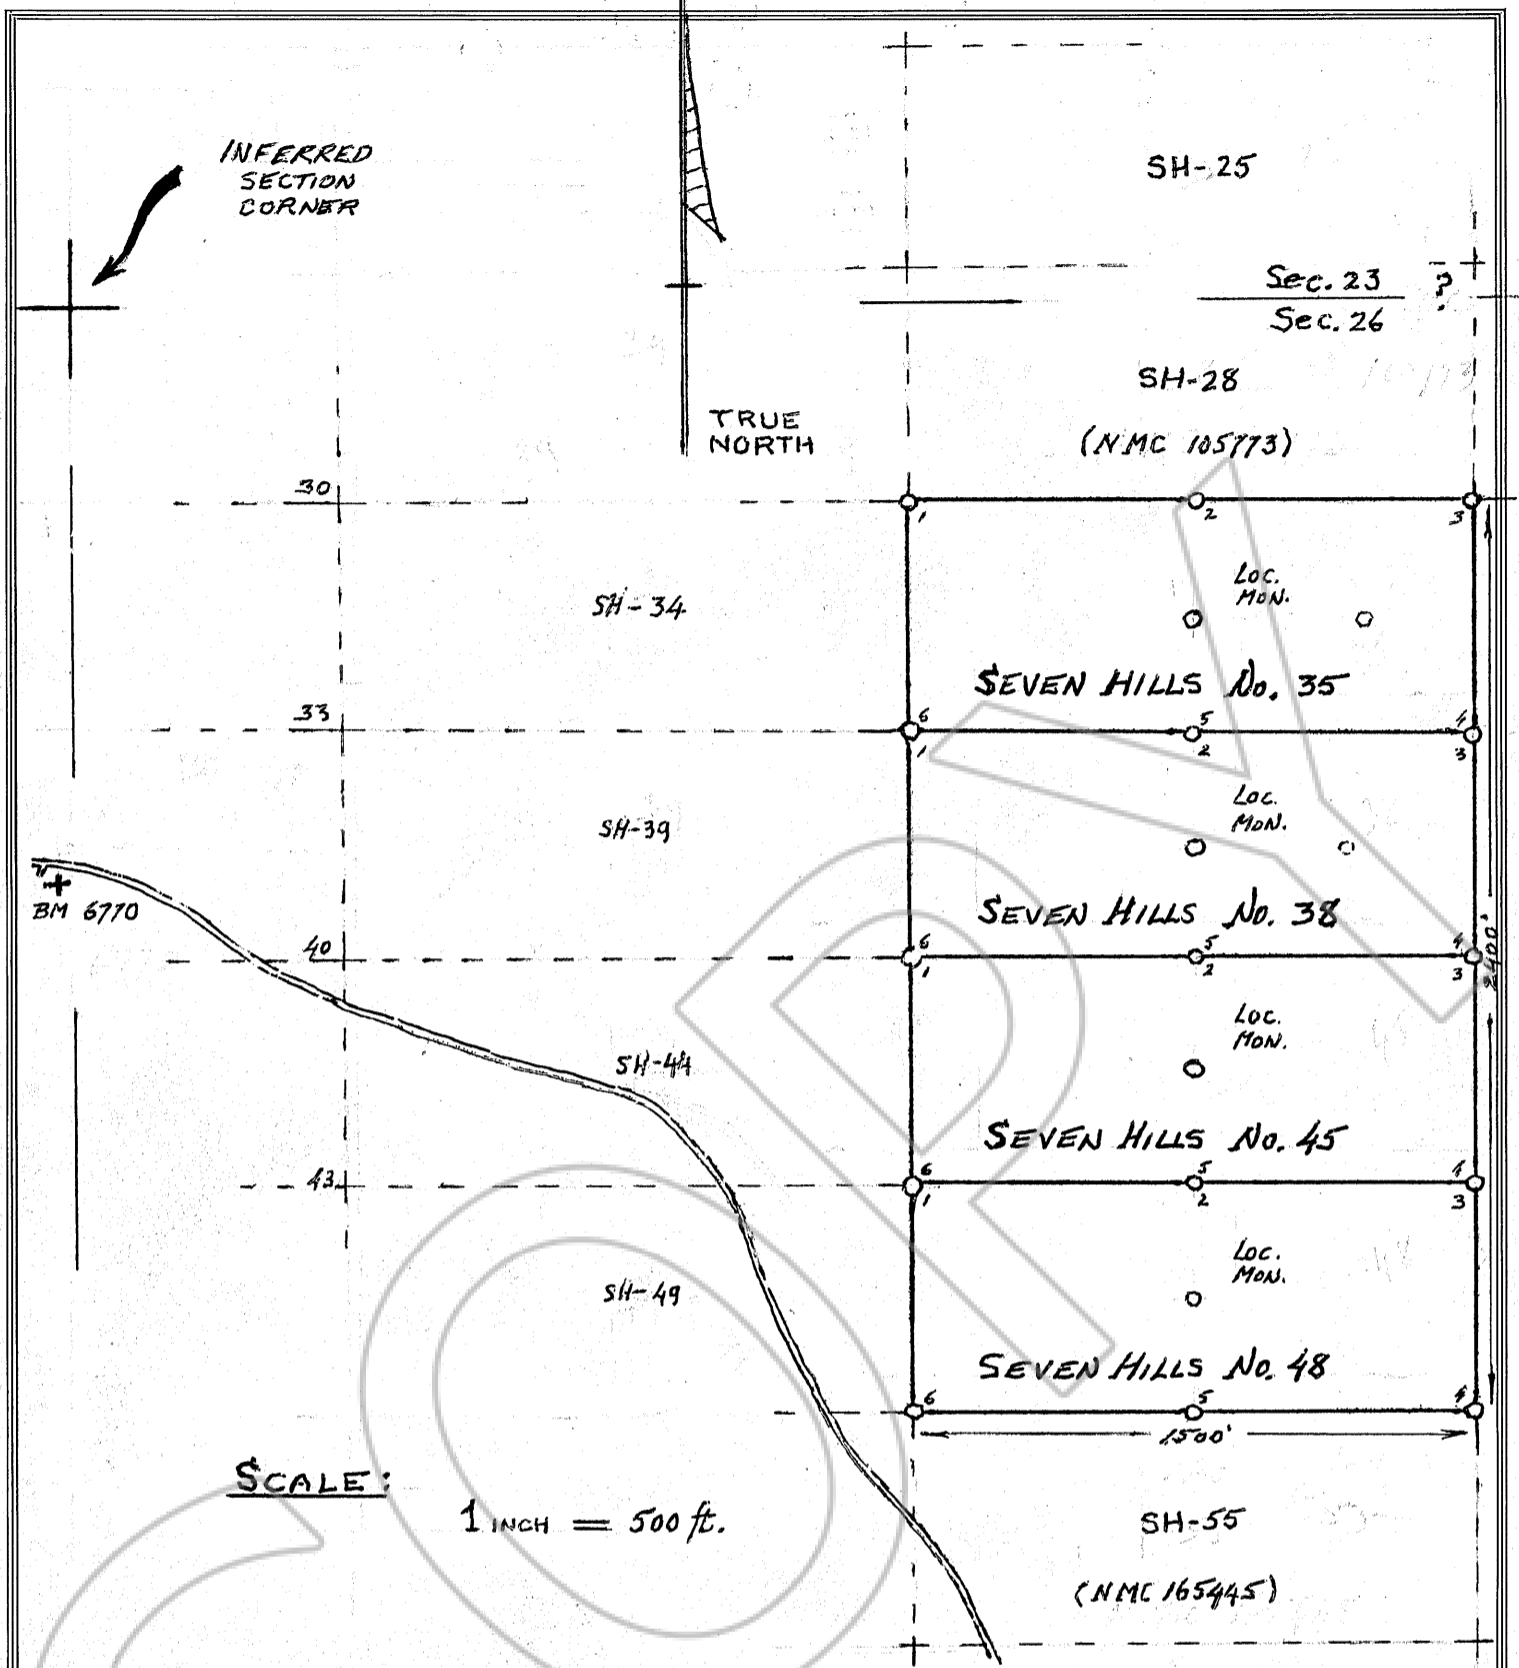 INFERRED
SECTION
CORNER
SH-25
Sec. 23 ?
Sec. 26
SH-28
(NMC 105773)
TRUE
NORTH
30
1 2 3
SH-34
LOC.
MON.
SEVEN HILLS No. 35
33
6 5 4
1 2 3
SH-39
LOC.
MON.
SEVEN HILLS No. 38
BM 6770
40
6 5 4
1 2 3
2400'
SH-44
LOC.
MON.
SEVEN HILLS No. 45
43
6 5 4
1 2 3
SH-49
LOC.
MON.
SEVEN HILLS No. 48
6 5 4
1500'
SCALE:
1 INCH = 500 ft.
SH-55
(NMC 165445)
COPY